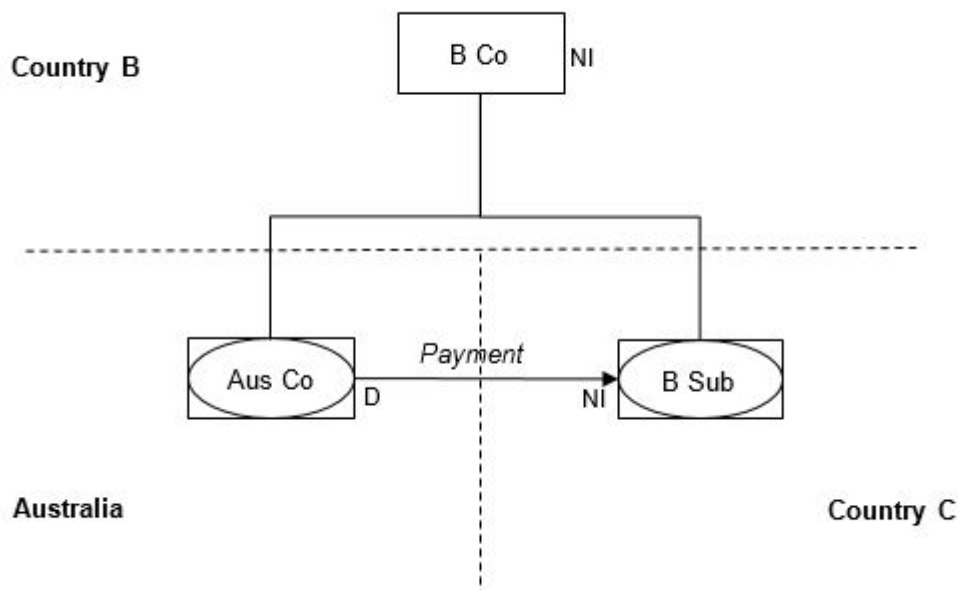 B Co
NI
Country B
Payment
Aus Co
D
NI
B Sub
Australia
Country C